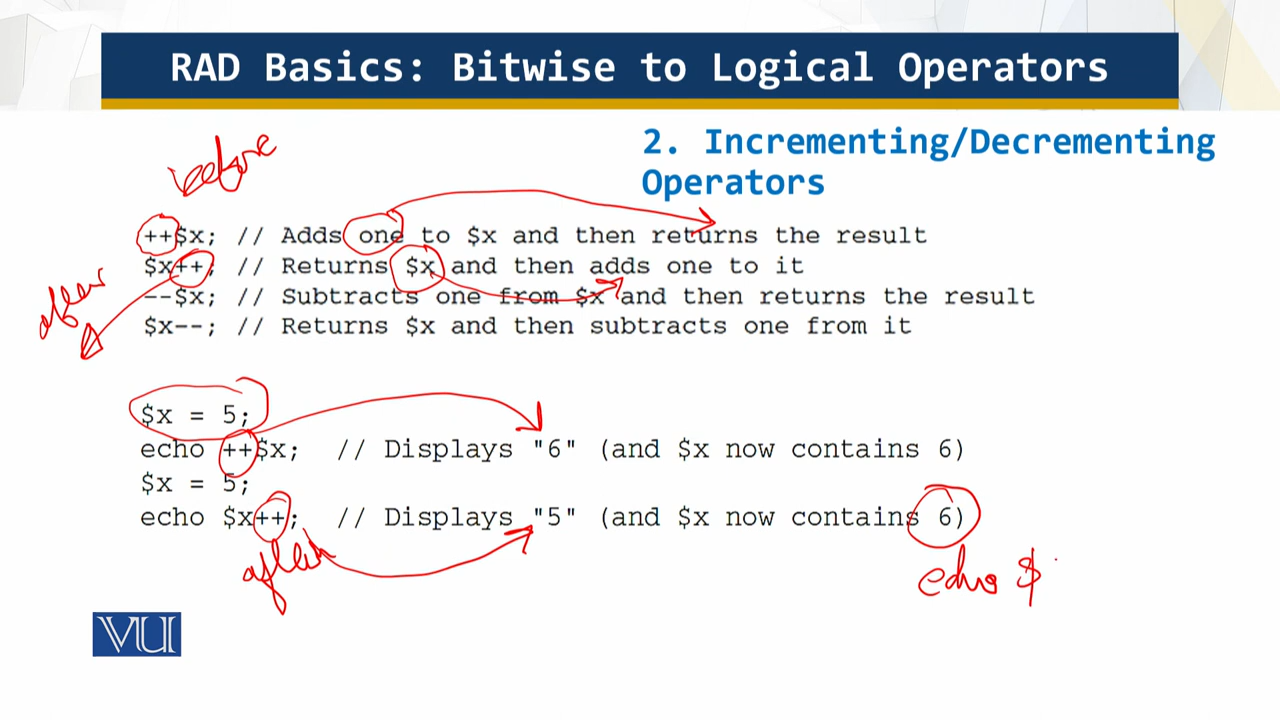 RAD Basics: Bitwise to Logical Operators
2. Incrementing/Decrementing
Operators
before
++$x; // Adds one to $x and then returns the result
$x++; // Returns $x and then adds one to it
--$x; // Subtracts one from $x and then returns the result
$x--; // Returns $x and then subtracts one from it
after
$x = 5;
echo ++$x; // Displays "6" (and $x now contains 6)
$x = 5;
echo $x++; // Displays "5" (and $x now contains 6)
after
echo $
VU